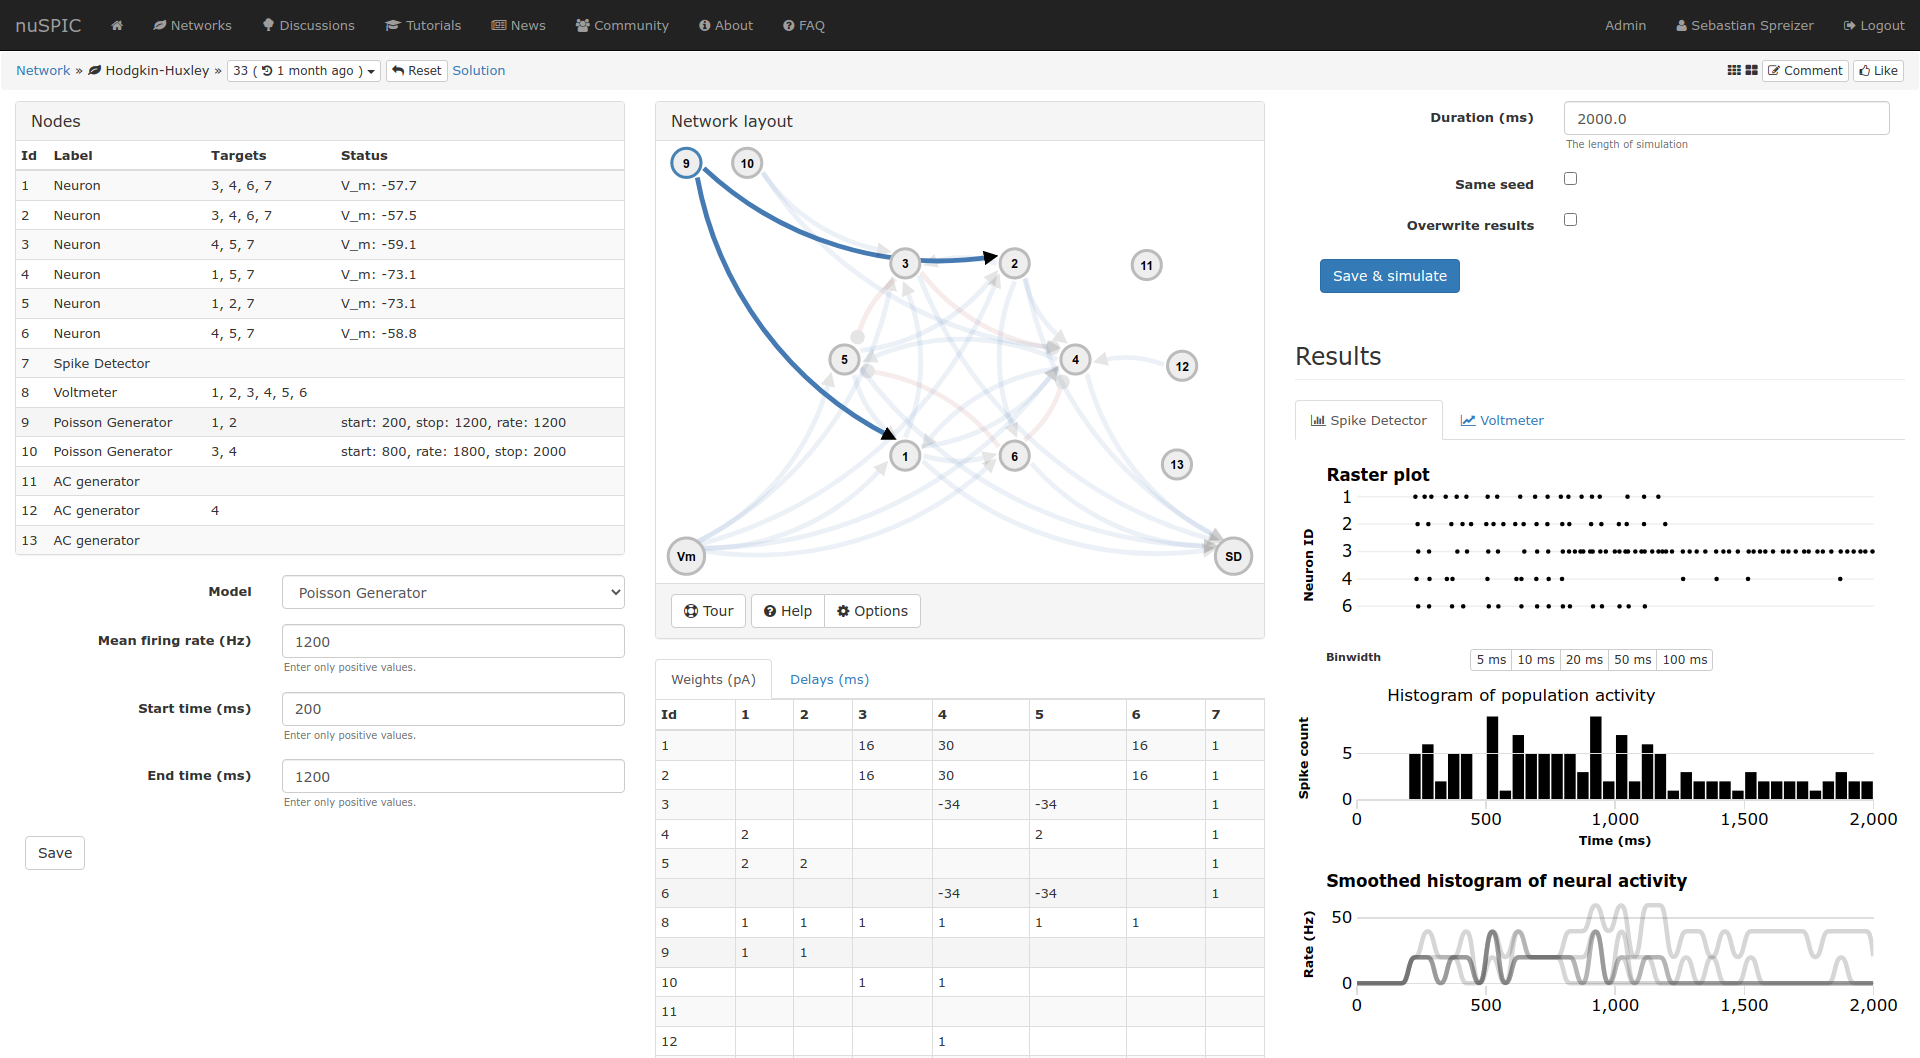 nuSPIC Networks Discussions Tutorials News Community About FAQ Admin Sebastian Spreizer Logout
Network » Hodgkin-Huxley » 33 ( 1 month ago ) Reset Solution Comment Like
Nodes
Id Label Targets Status
1 Neuron 3, 4, 6, 7 V_m: -57.7
2 Neuron 3, 4, 6, 7 V_m: -57.5
3 Neuron 4, 5, 7 V_m: -59.1
4 Neuron 1, 5, 7 V_m: -73.1
5 Neuron 1, 2, 7 V_m: -73.1
6 Neuron 4, 5, 7 V_m: -58.8
7 Spike Detector
8 Voltmeter 1, 2, 3, 4, 5, 6
9 Poisson Generator 1, 2 start: 200, stop: 1200, rate: 1200
10 Poisson Generator 3, 4 start: 800, rate: 1800, stop: 2000
11 AC generator
12 AC generator 4
13 AC generator
Model Poisson Generator
Mean firing rate (Hz) 1200
Enter only positive values.
Start time (ms) 200
Enter only positive values.
End time (ms) 1200
Enter only positive values.
Save
Network layout
9 10
3 2 11
5 4 12
1 6 13
Vm SD
Tour Help Options
Weights (pA) Delays (ms)
Id 1 2 3 4 5 6 7
1 16 30 16 1
2 16 30 16 1
3 -34 -34 1
4 2 2 1
5 2 2 1
6 -34 -34 1
8 1 1 1 1 1 1
9 1 1
10 1 1
11
12 1
Duration (ms) 2000.0
The length of simulation
Same seed
Overwrite results
Save & simulate
Results
Spike Detector Voltmeter
Raster plot
Neuron ID
1
2
3
4
6
Binwidth 5 ms 10 ms 20 ms 50 ms 100 ms
Histogram of population activity
Spike count
5
0
0 500 1,000 1,500 2,000
Time (ms)
Smoothed histogram of neural activity
Rate (Hz)
50
0
0 500 1,000 1,500 2,000